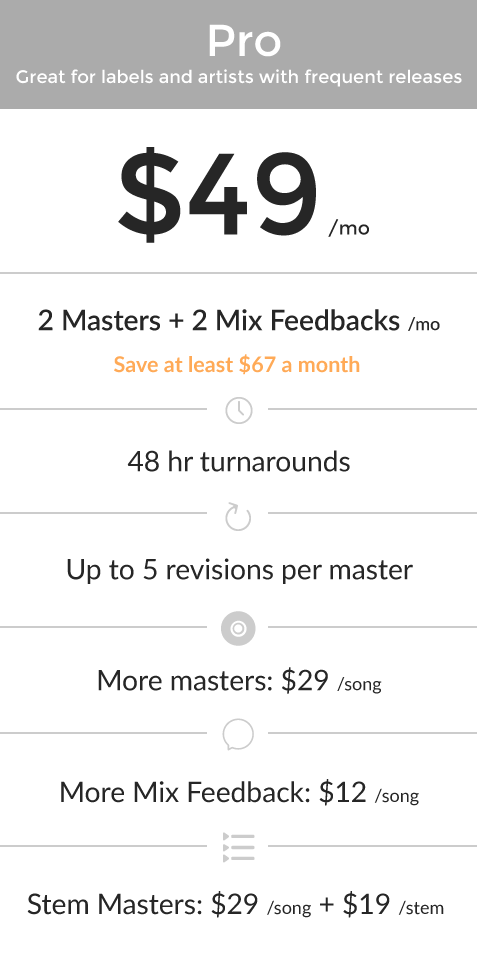 Pro
Great for labels and artists with frequent releases
$49 /mo
2 Masters + 2 Mix Feedbacks /mo
Save at least $67 a month
48 hr turnarounds
Up to 5 revisions per master
More masters: $29 /song
More Mix Feedback: $12 /song
Stem Masters: $29 /song + $19 /stem